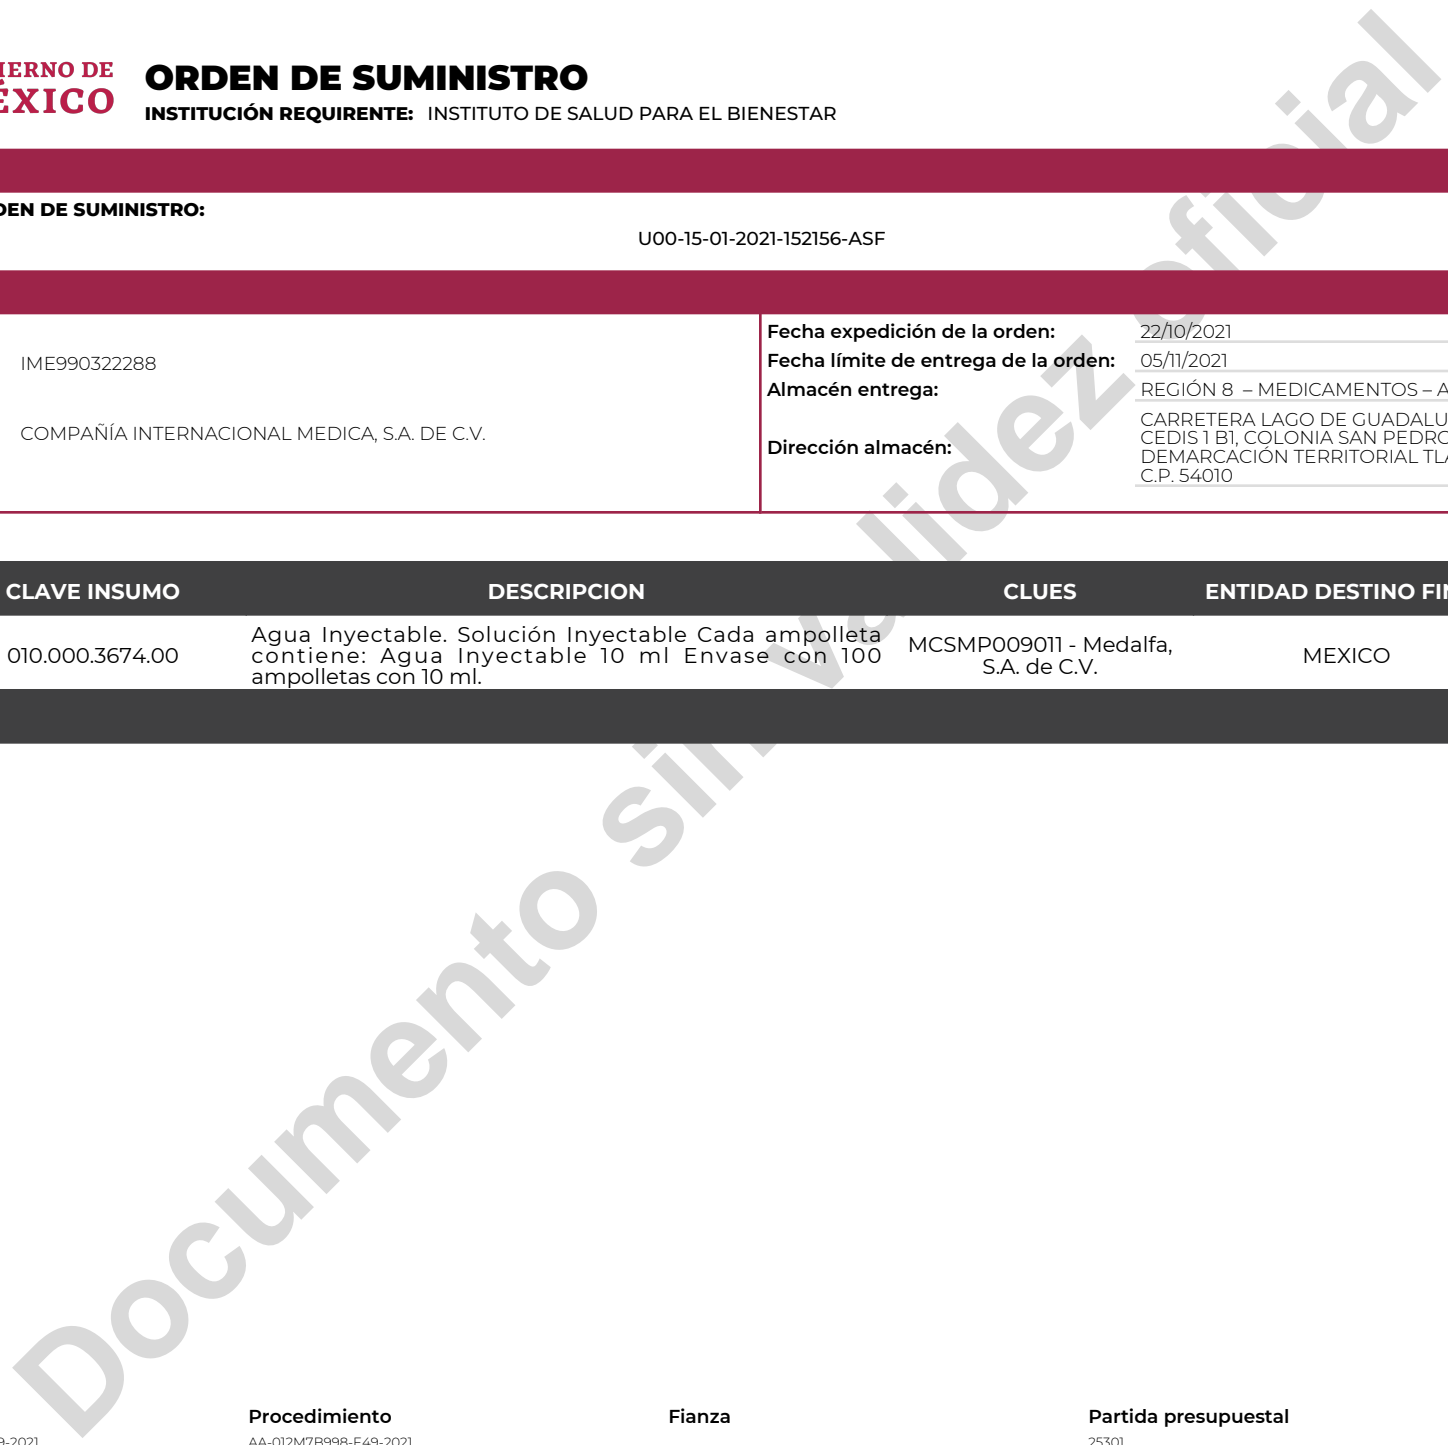 IERNO DE
ÉXICO
ORDEN DE SUMINISTRO
INSTITUCIÓN REQUIRENTE: INSTITUTO DE SALUD PARA EL BIENESTAR
DEN DE SUMINISTRO:
U00-15-01-2021-152156-ASF
IME990322288
COMPAÑÍA INTERNACIONAL MEDICA, S.A. DE C.V.
Fecha expedición de la orden: 22/10/2021
Fecha límite de entrega de la orden: 05/11/2021
Almacén entrega: REGIÓN 8 – MEDICAMENTOS – A
Dirección almacén:
CARRETERA LAGO DE GUADALU
CEDIS 1 B1, COLONIA SAN PEDRO
DEMARCACIÓN TERRITORIAL TLA
C.P. 54010
CLAVE INSUMO DESCRIPCION CLUES ENTIDAD DESTINO FIN
010.000.3674.00
Agua Inyectable. Solución Inyectable Cada ampolleta
contiene: Agua Inyectable 10 ml Envase con 100
ampolletas con 10 ml.
MCSMP009011 - Medalfa,
S.A. de C.V.
MEXICO
Documento sin validez oficial
Procedimiento Fianza Partida presupuestal
9-2021 AA-012M7B998-E49-2021 25301